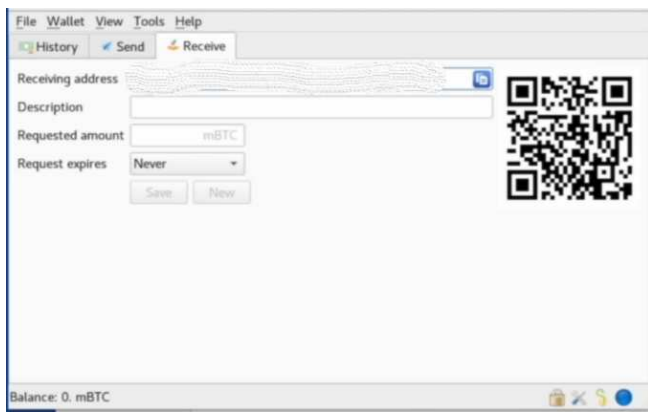 File Wallet View Tools Help
History Send Receive
Receiving address
Description
Requested amount mBTC
Request expires Never
Save New
Balance: 0. mBTC